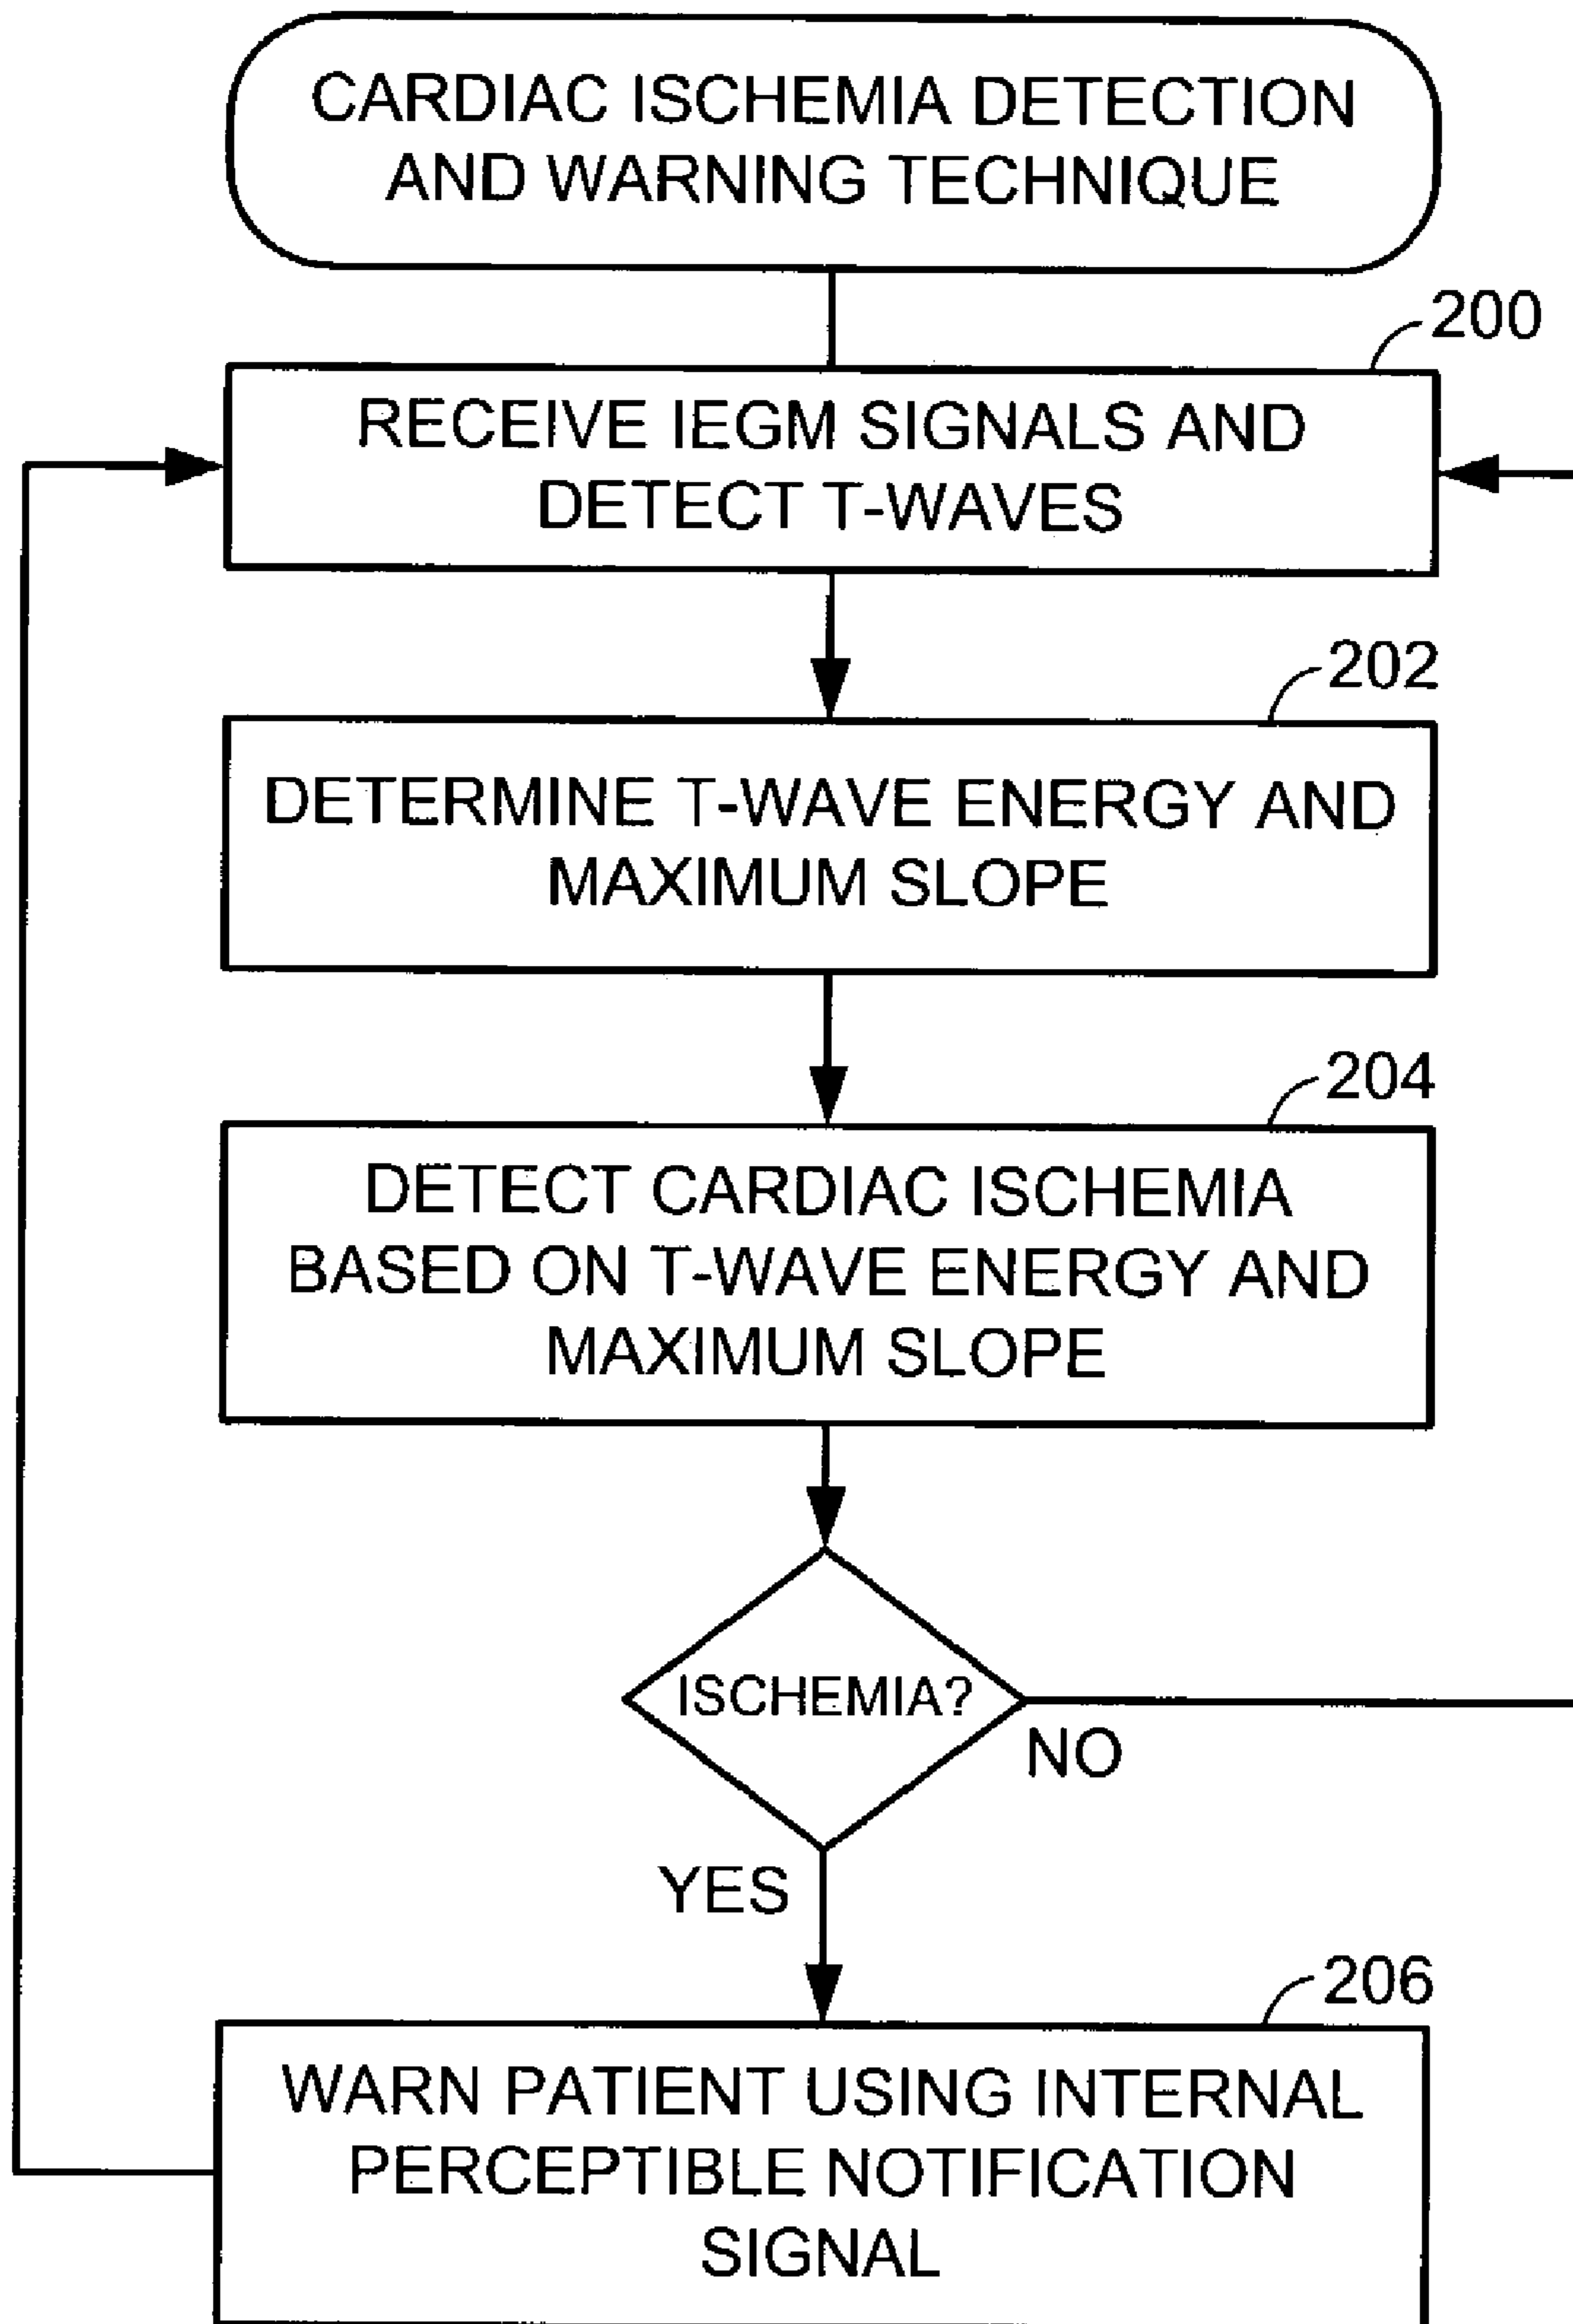 CARDIAC ISCHEMIA DETECTION
AND WARNING TECHNIQUE
200
RECEIVE IEGM SIGNALS AND
DETECT T-WAVES
202
DETERMINE T-WAVE ENERGY AND
MAXIMUM SLOPE
204
DETECT CARDIAC ISCHEMIA
BASED ON T-WAVE ENERGY AND
MAXIMUM SLOPE
ISCHEMIA?
NO
YES
206
WARN PATIENT USING INTERNAL
PERCEPTIBLE NOTIFICATION
SIGNAL